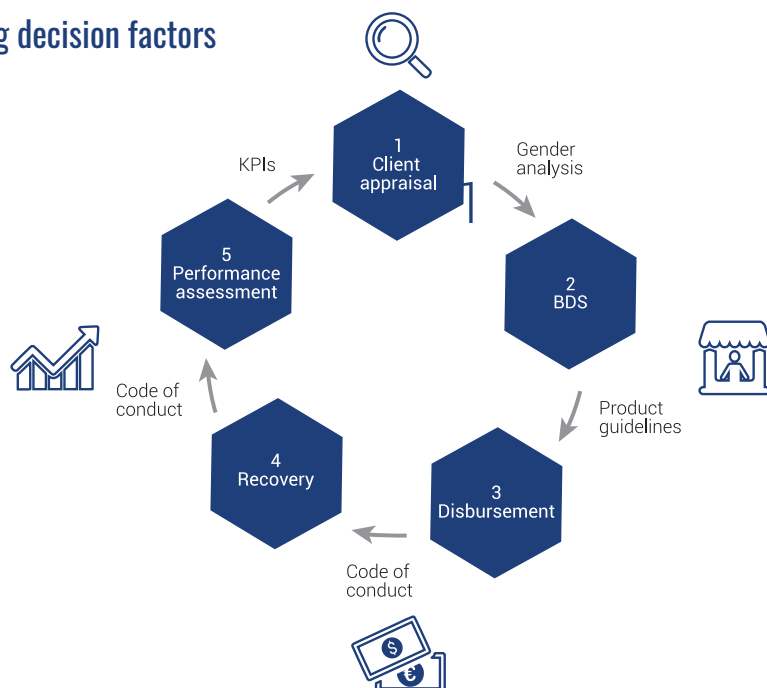 g decision factors
1
Client
appraisal
Gender
analysis
2
BDS
Product
guidelines
3
Disbursement
Code of
conduct
4
Recovery
Code of
conduct
5
Performance
assessment
KPIs
$
€